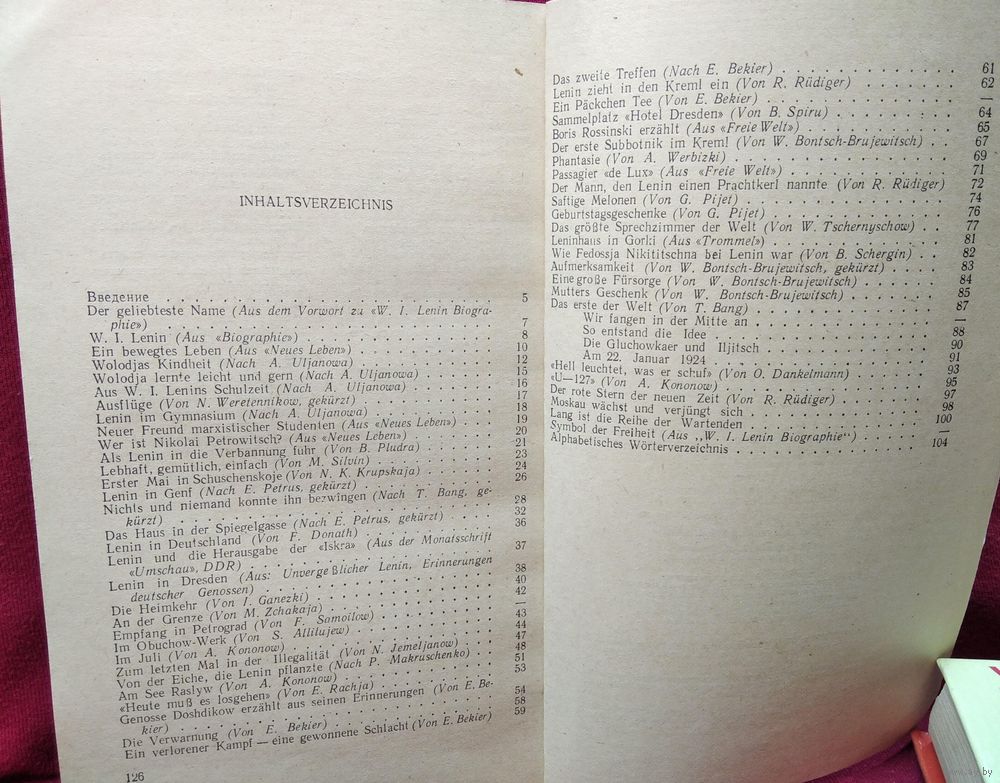 INHALTSVERZEICHNIS
Введение . . . . . . . . . . . . . . . . . . . . . . 5
Der geliebteste Name (Aus dem Vorwort zu «W. I. Lenin Biogra-
phie») . . . . . . . . . . . . . . . . . . . . . . 7
W. I. Lenin (Aus «Biographie») . . . . . . . . . . . 8
Ein bewegtes Leben (Aus «Neues Leben») . . . . . . . . 10
Wolodjas Kindheit (Nach A. Uljanowa) . . . . . . . . 12
Wolodja lernte leicht und gern (Nach A. Uljanowa) . . . . 15
Aus W. I. Lenins Schulzeit (Nach A. Uljanowa) . . . . . 16
Ausflüge (Von N. Weretennikow, gekürzt) . . . . . . . 17
Lenin im Gymnasium (Nach A. Uljanowa) . . . . . . . 18
Neuer Freund marxistischer Studenten (Aus «Neues Leben») . . 19
Wer ist Nikolai Petrowitsch? (Aus «Neues Leben») . . . . 20
Als Lenin in die Verbannung fuhr (Von B. Pludra) . . . . 21
Lebhaft, gemütlich, einfach (Von M. Silvin) . . . . . . 23
Erster Mai in Schuschenskoje (Von N. K. Krupskaja) . . . . 24
Lenin in Genf (Nach E. Petrus, gekürzt) . . . . . . . 26
Nichts und niemand konnte ihn bezwingen (Nach T. Bang, ge-
kürzt) . . . . . . . . . . . . . . . . . . . . . . 28
Das Haus in der Spiegelgasse (Nach E. Petrus, gekürzt) . . . 32
Lenin in Deutschland (Von F. Donath) . . . . . . . . 36
Lenin und die Herausgabe der «Iskra» (Aus der Monatsschrift
«Umschau», DDR) . . . . . . . . . . . . . . . . . 37
Lenin in Dresden (Aus: Unvergeßlicher Lenin, Erinnerungen
deutscher Genossen) . . . . . . . . . . . . . . . . 38
Die Heimkehr (Von I. Ganezki) . . . . . . . . . . . 40
An der Grenze (Von M. Zchakaja) . . . . . . . . . . 42
Empfang in Petrograd (Von F. Samoilow) . . . . . . . —
Im Obuchow-Werk (Von S. Allilujew) . . . . . . . . 43
Im Juli (Von A. Kononow) . . . . . . . . . . . . . 44
Zum letzten Mal in der Illegalität (Von N. Jemeljanow) . . . 47
Von der Eiche, die Lenin pflanzte (Nach P. Makruschenko) . . 48
Am See Rasliw (Von A. Kononow) . . . . . . . . . . 51
«Heute muß es losgehen» (Von E. Rachja) . . . . . . . 53
Genosse Doshdikow erzählt aus seinen Erinnerungen (Von E. Be-
kier) . . . . . . . . . . . . . . . . . . . . . . . 54
Die Verwarnung (Von E. Bekier) . . . . . . . . . . 58
Ein verlorener Kampf — eine gewonnene Schlacht (Von E. Bekier) 59
126
Das zweite Treffen (Nach E. Bekier) . . . . . . . . . 61
Lenin zieht in den Kreml ein (Von R. Rüdiger) . . . . . 62
Ein Päckchen Tee (Von E. Bekier) . . . . . . . . . . —
Sammelplatz «Hotel Dresden» (Von B. Spiru) . . . . . . 64
Boris Rossinski erzählt (Aus «Freie Welt») . . . . . . . 65
Der erste Subbotnik im Kreml (Von W. Bontsch-Brujewitsch) . . 67
Phantasie (Von A. Werbizki) . . . . . . . . . . . . 69
Passagier «de Lux» (Aus «Freie Welt») . . . . . . . . 71
Der Mann, den Lenin einen Prachtkerl nannte (Von R. Rüdiger) 72
Saftige Melonen (Von G. Pijet) . . . . . . . . . . . 74
Geburtstagsgeschenke (Von G. Pijet) . . . . . . . . . 76
Das größte Sprechzimmer der Welt (Von W. Tschernyschow) . . 77
Leninhaus in Gorki (Aus «Trommel») . . . . . . . . . 81
Wie Fedossja Nikititschna bei Lenin war (Von B. Schergin) . . 82
Aufmerksamkeit (Von W. Bontsch-Brujewitsch, gekürzt) . . . . 83
Eine große Fürsorge (Von W. Bontsch-Brujewitsch) . . . . 84
Mutters Geschenk (Von W. Bontsch-Brujewitsch) . . . . . 85
Das erste der Welt (Von T. Bang) . . . . . . . . . . 87
Wir fangen in der Mitte an . . . . . . . . . . . —
So entstand die Idee . . . . . . . . . . . . . . 88
Die Gluchowkaer und Iljitsch . . . . . . . . . . 90
Am 22. Januar 1924 . . . . . . . . . . . . . . 91
«Hell leuchtet, was er schuf» (Von O. Dankelmann) . . . . 93
«U—127» (Von A. Kononow) . . . . . . . . . . . . 95
Der rote Stern der neuen Zeit (Von R. Rüdiger) . . . . . 97
Moskau wächst und verjüngt sich . . . . . . . . . . 98
Lang ist die Reihe der Wartenden . . . . . . . . . . 100
Symbol der Freiheit (Aus „W. I. Lenin Biographie“) . . . . —
Alphabetisches Wörterverzeichnis . . . . . . . . . . . 104